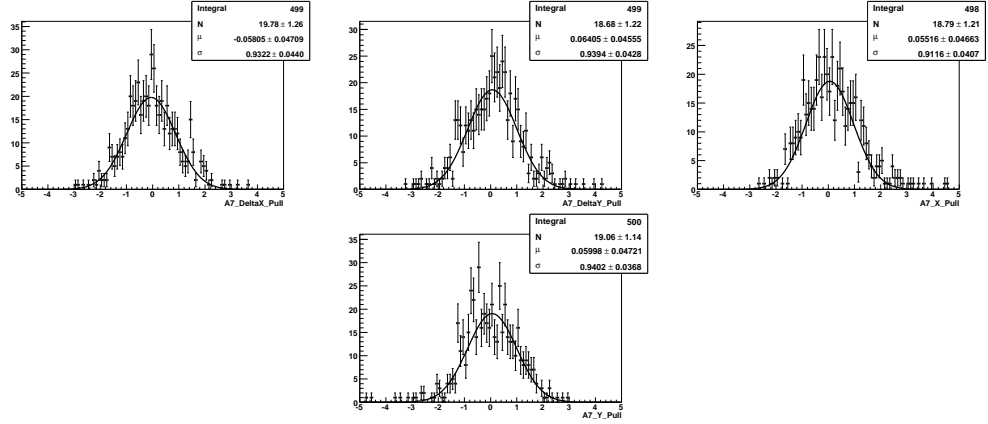 Integral 499
N 19.78 ± 1.26
μ -0.05805 ± 0.04709
σ 0.9322 ± 0.0440
35
30
25
20
15
10
5
0
-5 -4 -3 -2 -1 0 1 2 3 4 5
A7_DeltaX_Pull
Integral 499
N 18.68 ± 1.22
μ 0.06405 ± 0.04555
σ 0.9394 ± 0.0428
30
25
20
15
10
5
0
-5 -4 -3 -2 -1 0 1 2 3 4 5
A7_DeltaY_Pull
Integral 498
N 18.79 ± 1.21
μ 0.05516 ± 0.04663
σ 0.9116 ± 0.0407
25
20
15
10
5
0
-5 -4 -3 -2 -1 0 1 2 3 4 5
A7_X_Pull
Integral 500
N 19.06 ± 1.14
μ 0.05998 ± 0.04721
σ 0.9402 ± 0.0368
35
30
25
20
15
10
5
0
-5 -4 -3 -2 -1 0 1 2 3 4 5
A7_Y_Pull